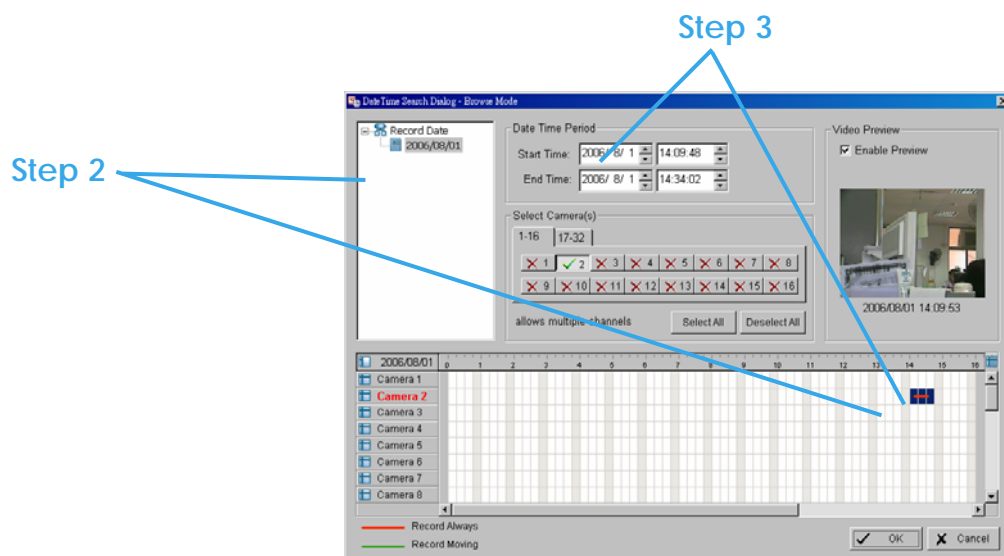 Step 3
Step 2
DateTime Search Dialog - Browse Mode
Record Date
2006/08/01
Date Time Period
Start Time: 2006/ 8/ 1 14:09:48
End Time: 2006/ 8/ 1 14:34:02
Select Camera(s)
1-16 17-32
1 2 3 4 5 6 7 8
9 10 11 12 13 14 15 16
allows multiple channels Select All Deselect All
Video Preview
Enable Preview
2006/08/01 14:09:53
2006/08/01 0 1 2 3 4 5 6 7 8 9 10 11 12 13 14 15 16
Camera 1
Camera 2
Camera 3
Camera 4
Camera 5
Camera 6
Camera 7
Camera 8
Record Always
Record Moving
OK Cancel